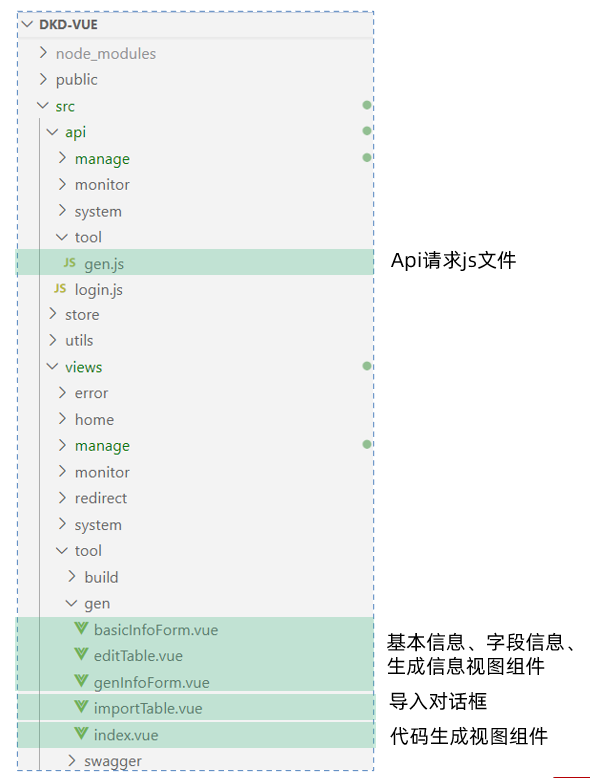 DKD-VUE
node_modules
public
src
api
manage
monitor
system
tool
JS gen.js
Api请求js文件
JS login.js
store
utils
views
error
home
manage
monitor
redirect
system
tool
build
gen
basicInfoForm.vue
editTable.vue
genInfoForm.vue
基本信息、字段信息、
生成信息视图组件
importTable.vue
导入对话框
index.vue
代码生成视图组件
swagger